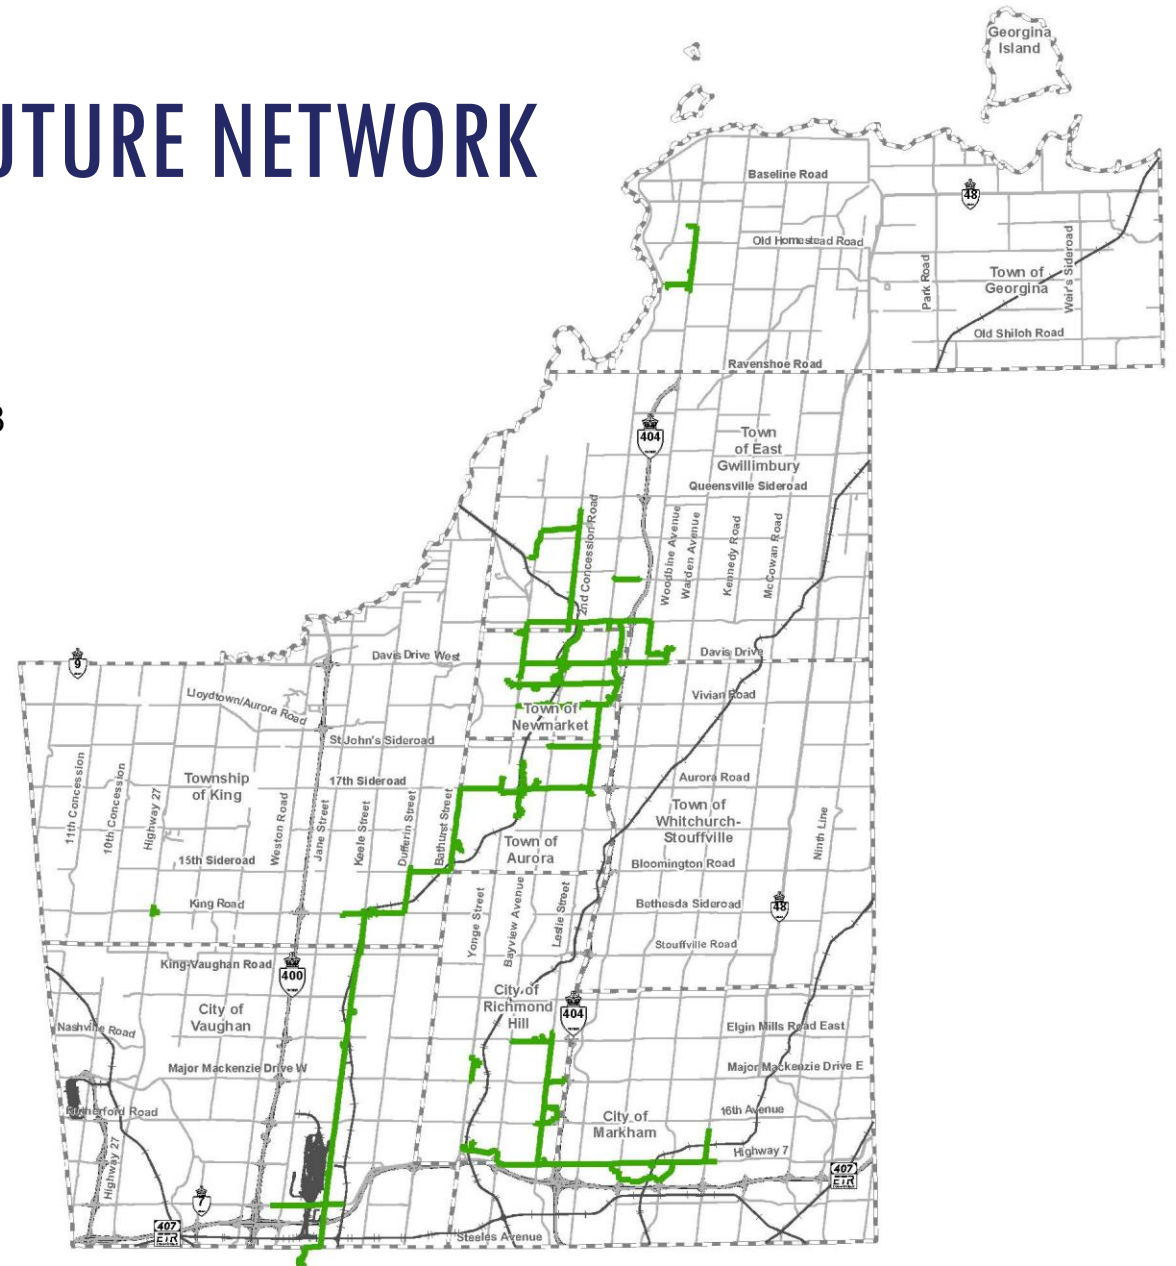 Georgina
Island
UTURE NETWORK
Baseline Road
48
Old Homestead Road
Park Road
Weir's Sideroad
Town of
Georgina
Old Shiloh Road
Ravenshoe Road
3
404
Town
of East
Gwillimbury
Queensville Sideroad
2nd Concession Road
Woodbine Avenue
Warden Avenue
Kennedy Road
McCowan Road
9
Davis Drive West
Davis Drive
Lloydtown/Aurora Road
Vivian Road
Town of
Newmarket
St John's Sideroad
17th Sideroad
Aurora Road
Township
of King
11th Concession
10th Concession
Highway 27
Weston Road
Jane Street
Keele Street
Dufferin Street
Bathurst Street
Town of
Whitchurch-
Stouffville
Ninth Line
Town of
Aurora
15th Sideroad
Bloomington Road
King Road
Bethesda Sideroad
48
Yonge Street
Bayview Avenue
Leslie Street
Stouffville Road
King-Vaughan Road
400
City of
Richmond
Hill
404
City of
Vaughan
Nashville Road
Elgin Mills Road East
Major Mackenzie Drive W
Major Mackenzie Drive E
Rutherford Road
16th Avenue
City of
Markham
Highway 27
Highway 7
407
ETR
7
407
ETR
Steeles Avenue